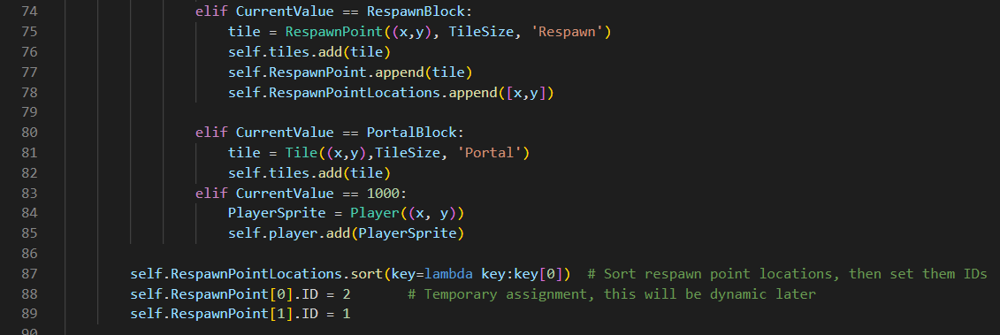 74 elif CurrentValue == RespawnBlock:
75 tile = RespawnPoint((x,y), TileSize, 'Respawn')
76 self.tiles.add(tile)
77 self.RespawnPoint.append(tile)
78 self.RespawnPointLocations.append([x,y])
79
80 elif CurrentValue == PortalBlock:
81 tile = Tile((x,y),TileSize, 'Portal')
82 self.tiles.add(tile)
83 elif CurrentValue == 1000:
84 PlayerSprite = Player((x, y))
85 self.player.add(PlayerSprite)
86
87 self.RespawnPointLocations.sort(key=lambda key:key[0])  # Sort respawn point locations, then set them IDs
88 self.RespawnPoint[0].ID = 2 # Temporary assignment, this will be dynamic later
89 self.RespawnPoint[1].ID = 1
90